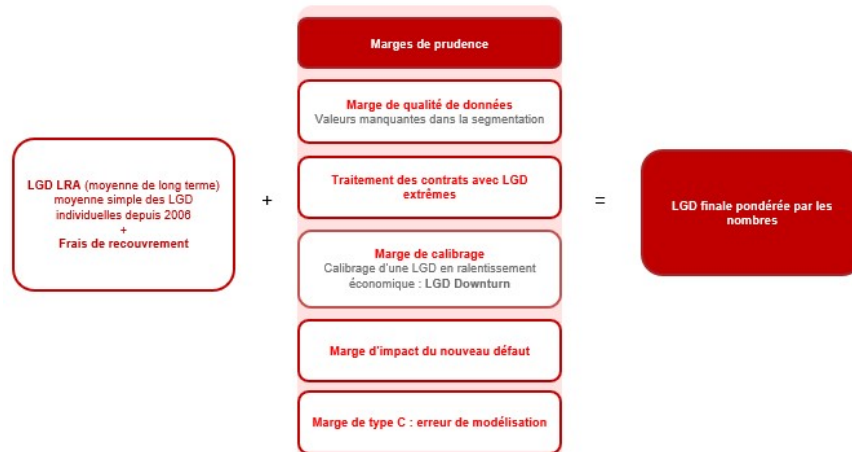 LGD LRA (moyenne de long terme)
moyenne simple des LGD
individuelles depuis 2006
+
Frais de recouvrement
+
Marges de prudence
Marge de qualité de données
Valeurs manquantes dans la segmentation
Traitement des contrats avec LGD
extrêmes
Marge de calibrage
Calibrage d'une LGD en ralentissement
économique : LGD Downturn
Marge d'impact du nouveau défaut
Marge de type C : erreur de modélisation
=
LGD finale pondérée par les
nombres